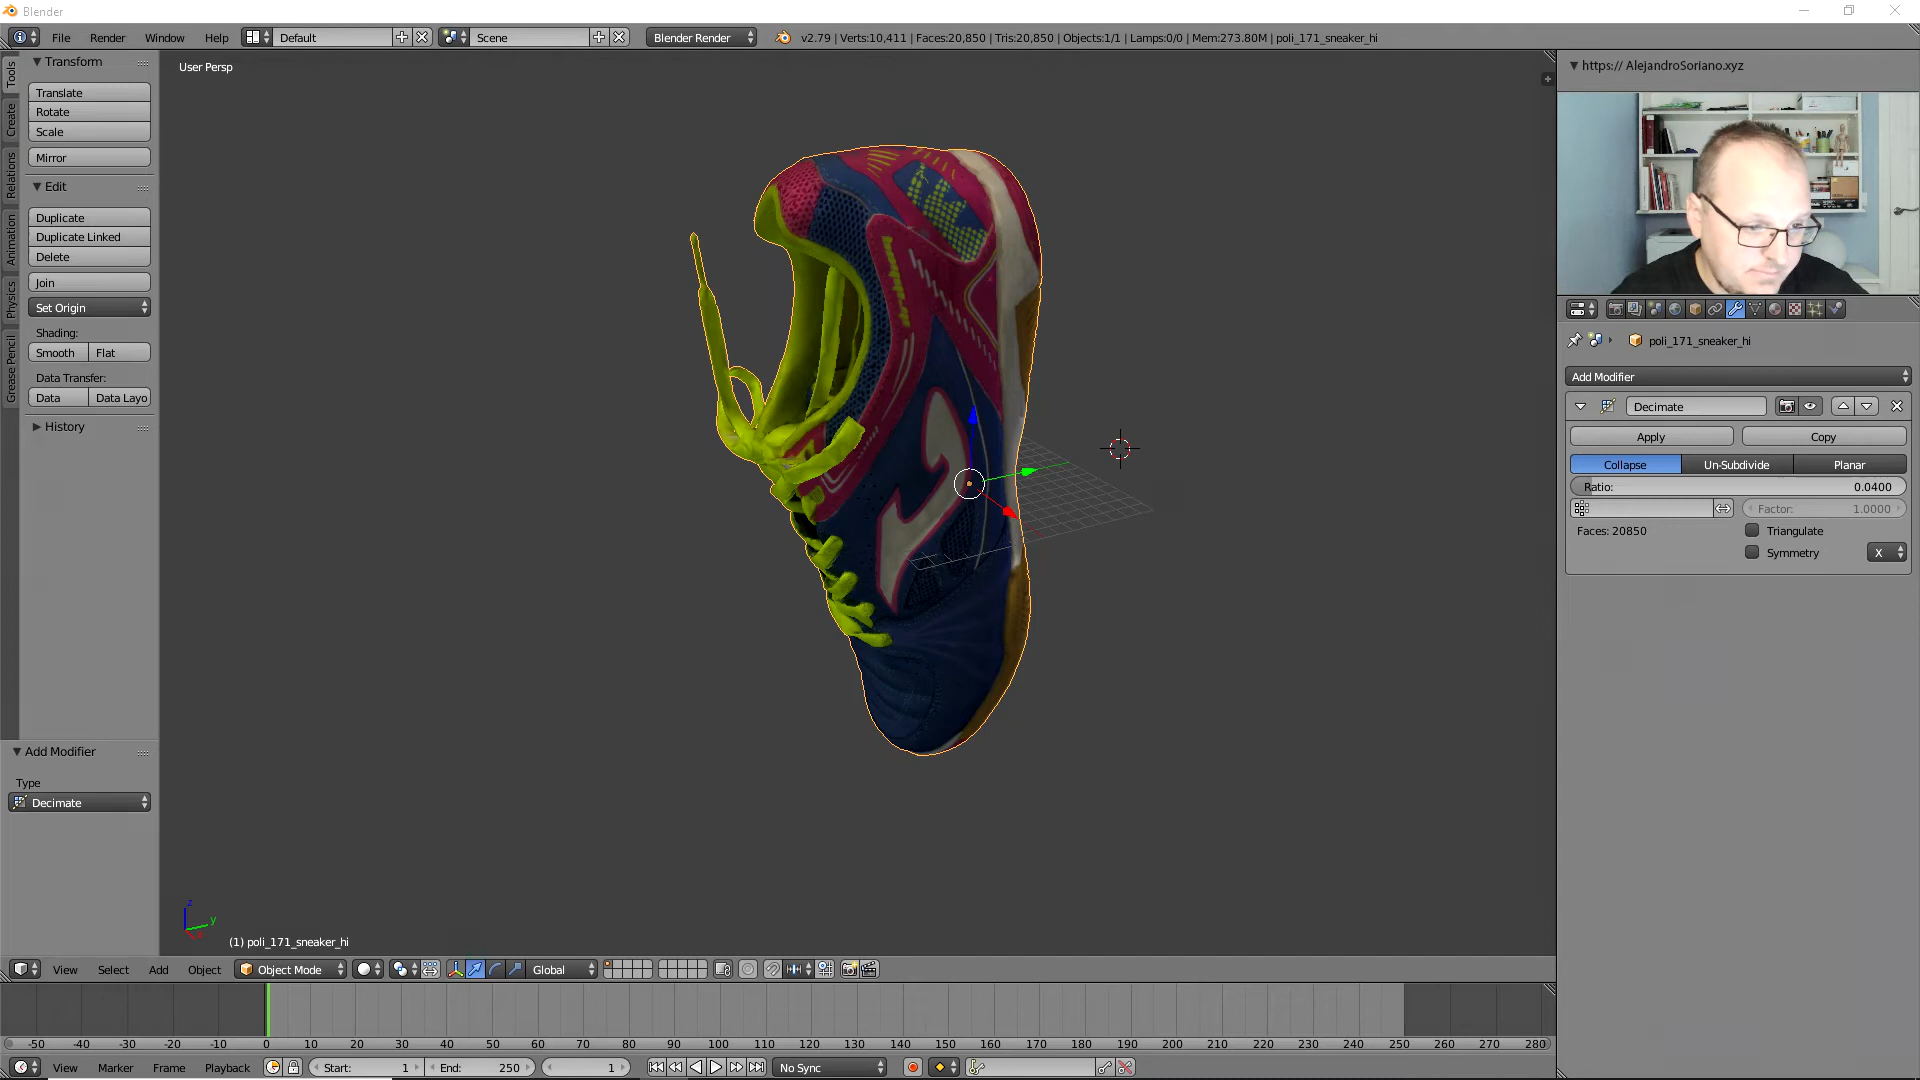 Blender
File Render Window Help Default Scene Blender Render v2.79 | Verts:10,411 | Faces:20,850 | Tris:20,850 | Objects:1/1 | Lamps:0/0 | Mem:273.80M | poli_171_sneaker_hi
Tools
Create
Relations
Animation
Physics
Grease Pencil
Transform
Translate
Rotate
Scale
Mirror
Edit
Duplicate
Duplicate Linked
Delete
Join
Set Origin
Shading:
Smooth Flat
Data Transfer:
Data Data Layo
History
Add Modifier
Type
Decimate
User Persp
z
y
(1) poli_171_sneaker_hi
View Select Add Object Object Mode Global
https:// AlejandroSoriano.xyz
poli_171_sneaker_hi
Add Modifier
Decimate
Apply Copy
Collapse Un-Subdivide Planar
Ratio: 0.0400
Factor: 1.0000
Faces: 20850 Triangulate
Symmetry X
-50 -40 -30 -20 -10 0 10 20 30 40 50 60 70 80 90 100 110 120 130 140 150 160 170 180 190 200 210 220 230 240 250 260 270 280
View Marker Frame Playback Start: 1 End: 250 1 No Sync